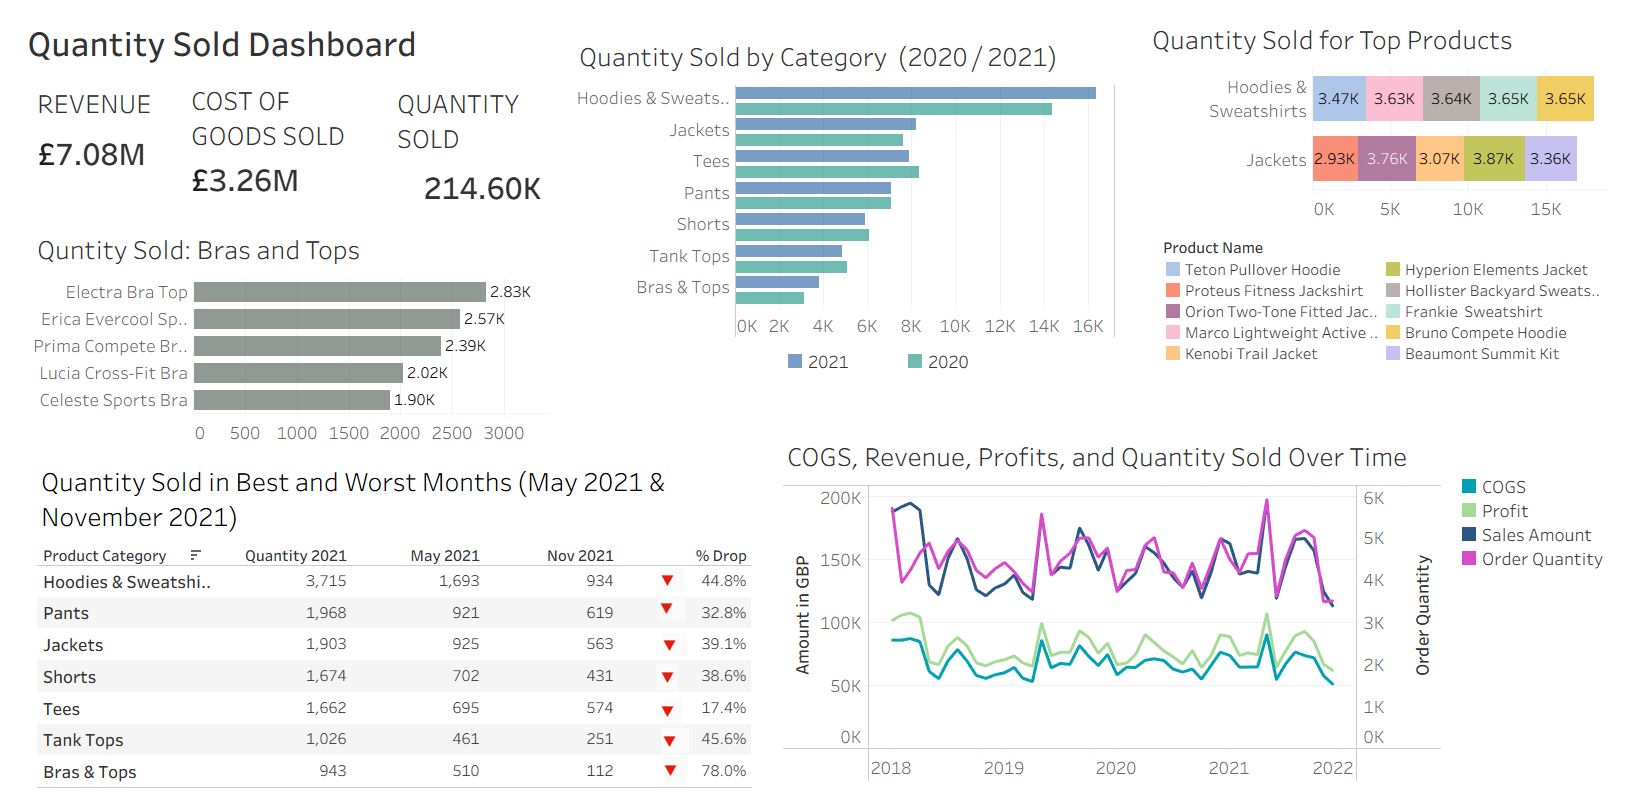 Quantity Sold Dashboard
REVENUE
£7.08M
COST OF
GOODS SOLD
£3.26M
QUANTITY
SOLD
214.60K
Quntity Sold: Bras and Tops
Electra Bra Top 2.83K
Erica Evercool Sp.. 2.57K
Prima Compete Br.. 2.39K
Lucia Cross-Fit Bra 2.02K
Celeste Sports Bra 1.90K
0 500 1000 1500 2000 2500 3000
Quantity Sold by Category (2020 / 2021)
Hoodies & Sweats..
Jackets
Tees
Pants
Shorts
Tank Tops
Bras & Tops
0K 2K 4K 6K 8K 10K 12K 14K 16K
2021 2020
Quantity Sold for Top Products
Hoodies &
Sweatshirts
3.47K 3.63K 3.64K 3.65K 3.65K
Jackets 2.93K 3.76K 3.07K 3.87K 3.36K
0K 5K 10K 15K
Product Name
Teton Pullover Hoodie
Proteus Fitness Jackshirt
Orion Two-Tone Fitted Jac..
Marco Lightweight Active ..
Kenobi Trail Jacket
Hyperion Elements Jacket
Hollister Backyard Sweats..
Frankie Sweatshirt
Bruno Compete Hoodie
Beaumont Summit Kit
Quantity Sold in Best and Worst Months (May 2021 &
November 2021)
Product Category Quantity 2021 May 2021 Nov 2021 % Drop
Hoodies & Sweatshi.. 3,715 1,693 934 44.8%
Pants 1,968 921 619 32.8%
Jackets 1,903 925 563 39.1%
Shorts 1,674 702 431 38.6%
Tees 1,662 695 574 17.4%
Tank Tops 1,026 461 251 45.6%
Bras & Tops 943 510 112 78.0%
COGS, Revenue, Profits, and Quantity Sold Over Time
Amount in GBP
200K
150K
100K
50K
0K
6K
5K
4K
3K
2K
1K
0K
Order Quantity
2018 2019 2020 2021 2022
COGS
Profit
Sales Amount
Order Quantity